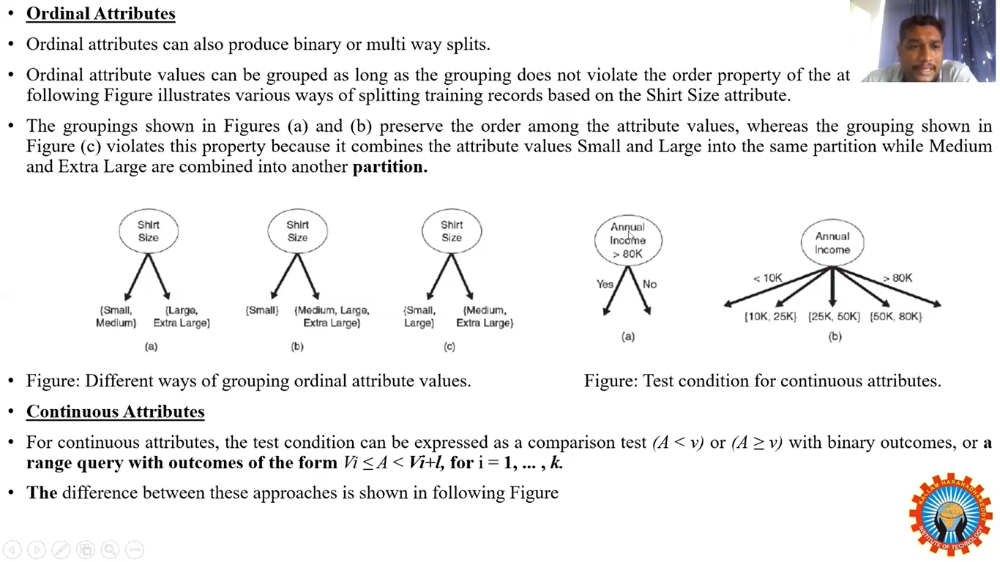 • Ordinal Attributes
• Ordinal attributes can also produce binary or multi way splits.
• Ordinal attribute values can be grouped as long as the grouping does not violate the order property of the at
following Figure illustrates various ways of splitting training records based on the Shirt Size attribute.
• The groupings shown in Figures (a) and (b) preserve the order among the attribute values, whereas the grouping shown in
Figure (c) violates this property because it combines the attribute values Small and Large into the same partition while Medium
and Extra Large are combined into another partition.
Shirt
Size
{Small,
Medium}
{Large,
Extra Large}
(a)
Shirt
Size
{Small}
{Medium, Large,
Extra Large}
(b)
Shirt
Size
{Small,
Large}
{Medium,
Extra Large}
(c)
Annual
Income
> 80K
Yes
No
(a)
Annual
Income
< 10K
> 80K
{10K, 25K} {25K, 50K} {50K, 80K}
(b)
• Figure: Different ways of grouping ordinal attribute values.
Figure: Test condition for continuous attributes.
• Continuous Attributes
• For continuous attributes, the test condition can be expressed as a comparison test (A < v) or (A ≥ v) with binary outcomes, or a
range query with outcomes of the form Vi ≤ A < Vi+l, for i = 1, ... , k.
• The difference between these approaches is shown in following Figure
KALLAM HARANADHAREDDY
INSTITUTE OF TECHNOLOGY